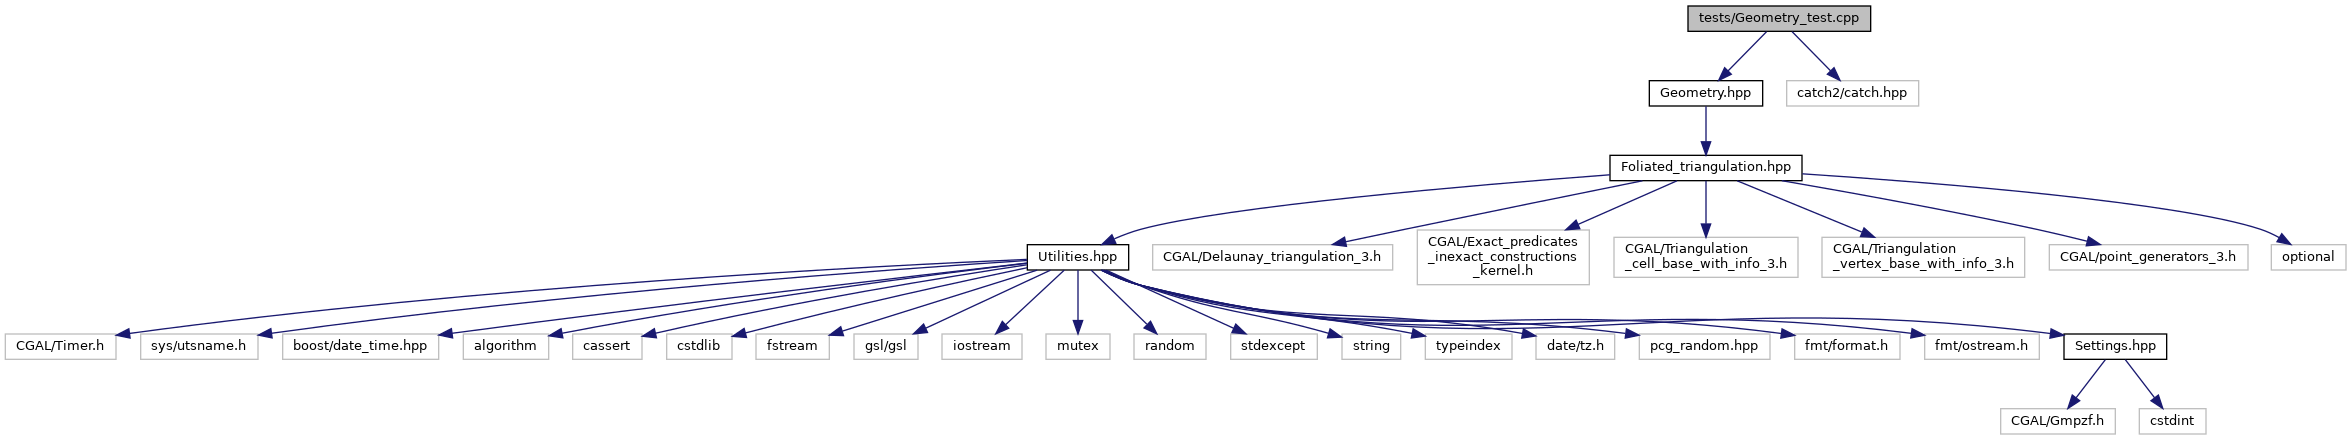 tests/Geometry_test.cpp
Geometry.hpp
catch2/catch.hpp
Foliated_triangulation.hpp
Utilities.hpp
CGAL/Delaunay_triangulation_3.h
CGAL/Exact_predicates
_inexact_constructions
_kernel.h
CGAL/Triangulation
_cell_base_with_info_3.h
CGAL/Triangulation
_vertex_base_with_info_3.h
CGAL/point_generators_3.h
optional
CGAL/Timer.h
sys/utsname.h
boost/date_time.hpp
algorithm
cassert
cstdlib
fstream
gsl/gsl
iostream
mutex
random
stdexcept
string
typeindex
date/tz.h
pcg_random.hpp
fmt/format.h
fmt/ostream.h
Settings.hpp
CGAL/Gmpzf.h
cstdint